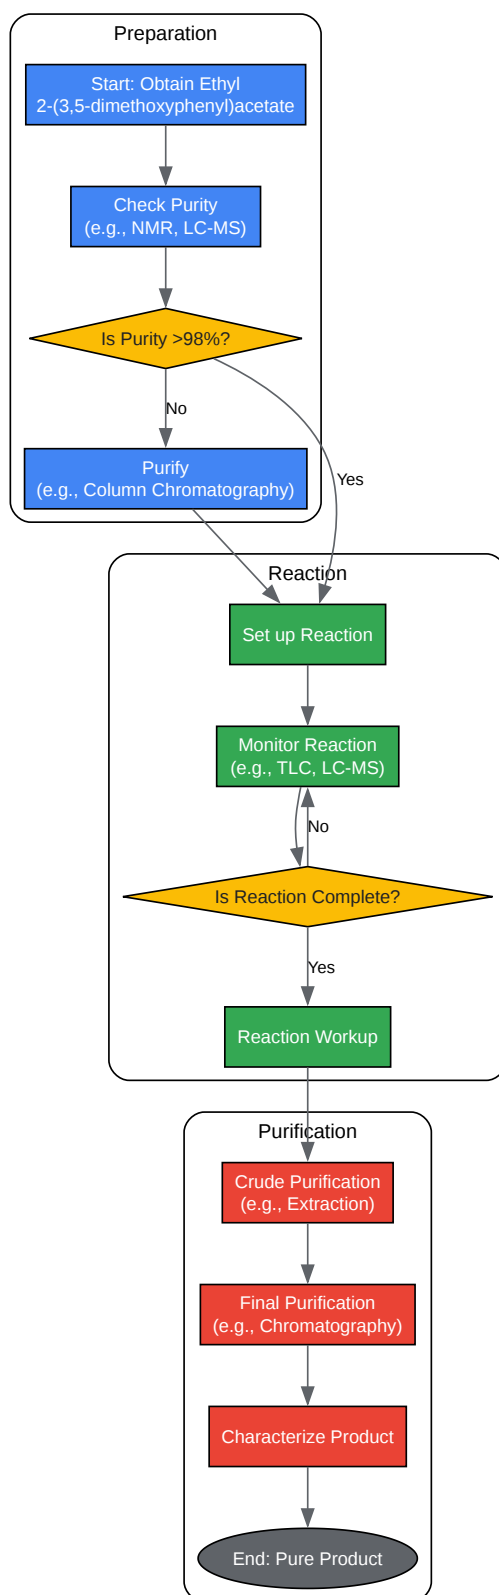 Preparation
Start: Obtain Ethyl
2-(3,5-dimethoxyphenyl)acetate
Check Purity
(e.g., NMR, LC-MS)
Is Purity >98%?
No
Purify
(e.g., Column Chromatography)
Yes
Reaction
Set up Reaction
Monitor Reaction
(e.g., TLC, LC-MS)
No
Is Reaction Complete?
Yes
Reaction Workup
Purification
Crude Purification
(e.g., Extraction)
Final Purification
(e.g., Chromatography)
Characterize Product
End: Pure Product